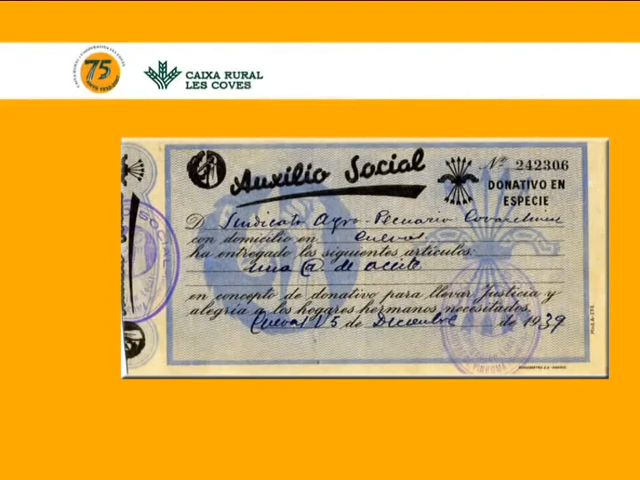 75
CAIXA RURAL
LES COVES
Auxilio Social
Nº 242306
DONATIVO EN
ESPECIE
D. Sindicato Agro-Pecuario
con domicilio en Cuevas
ha entregado los siguientes artículos:
una @ de aceite
en concepto de donativo para llevar Justicia y
alegría a los hogares hermanos necesitados.
Cuevas 15 de Diciembre de 1939